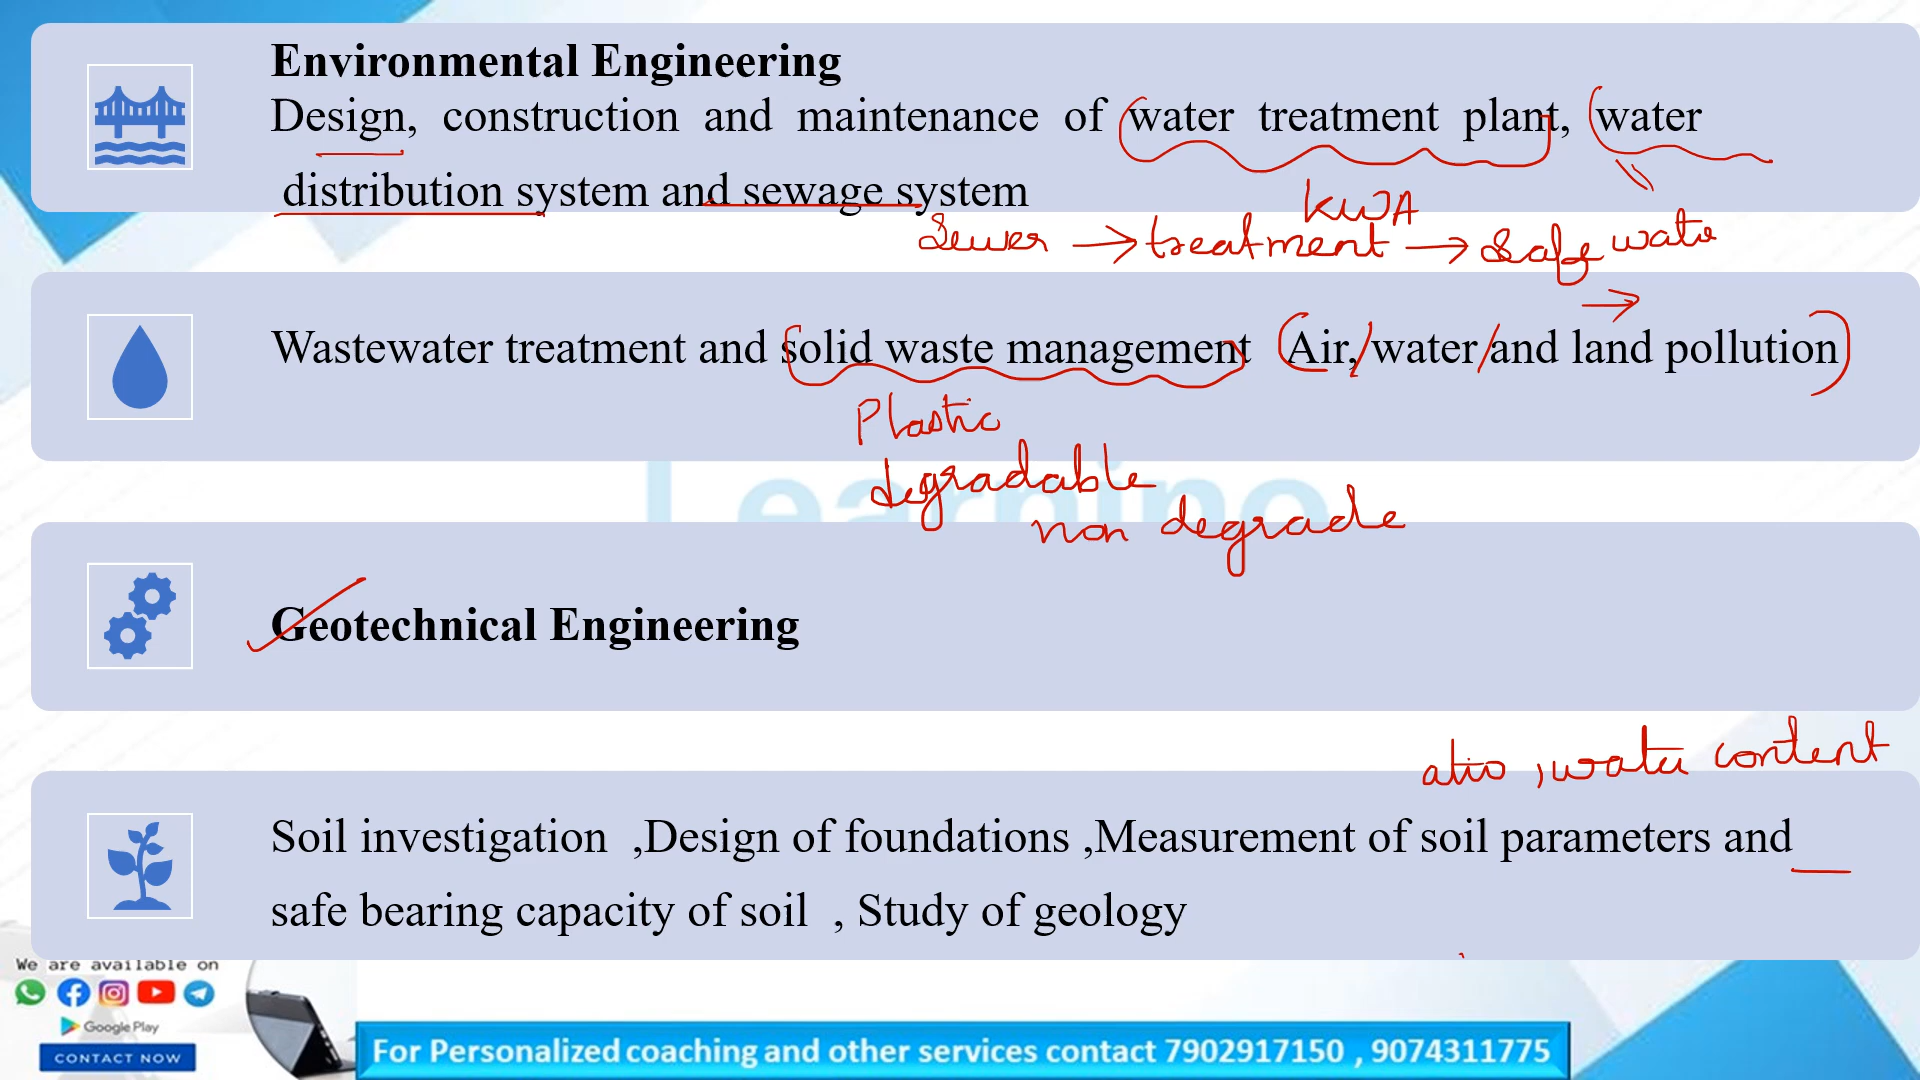 Environmental Engineering
Design, construction and maintenance of water treatment plant, water
distribution system and sewage system
KWA
Sewer → treatment → Safe water
Wastewater treatment and solid waste management (Air, water and land pollution)
Plastic
degradable
non degrade
Learning
Geotechnical Engineering
, water content
Soil investigation ,Design of foundations ,Measurement of soil parameters and
safe bearing capacity of soil , Study of geology
We are available on
Google Play
CONTACT NOW
For Personalized coaching and other services contact 7902917150 , 9074311775